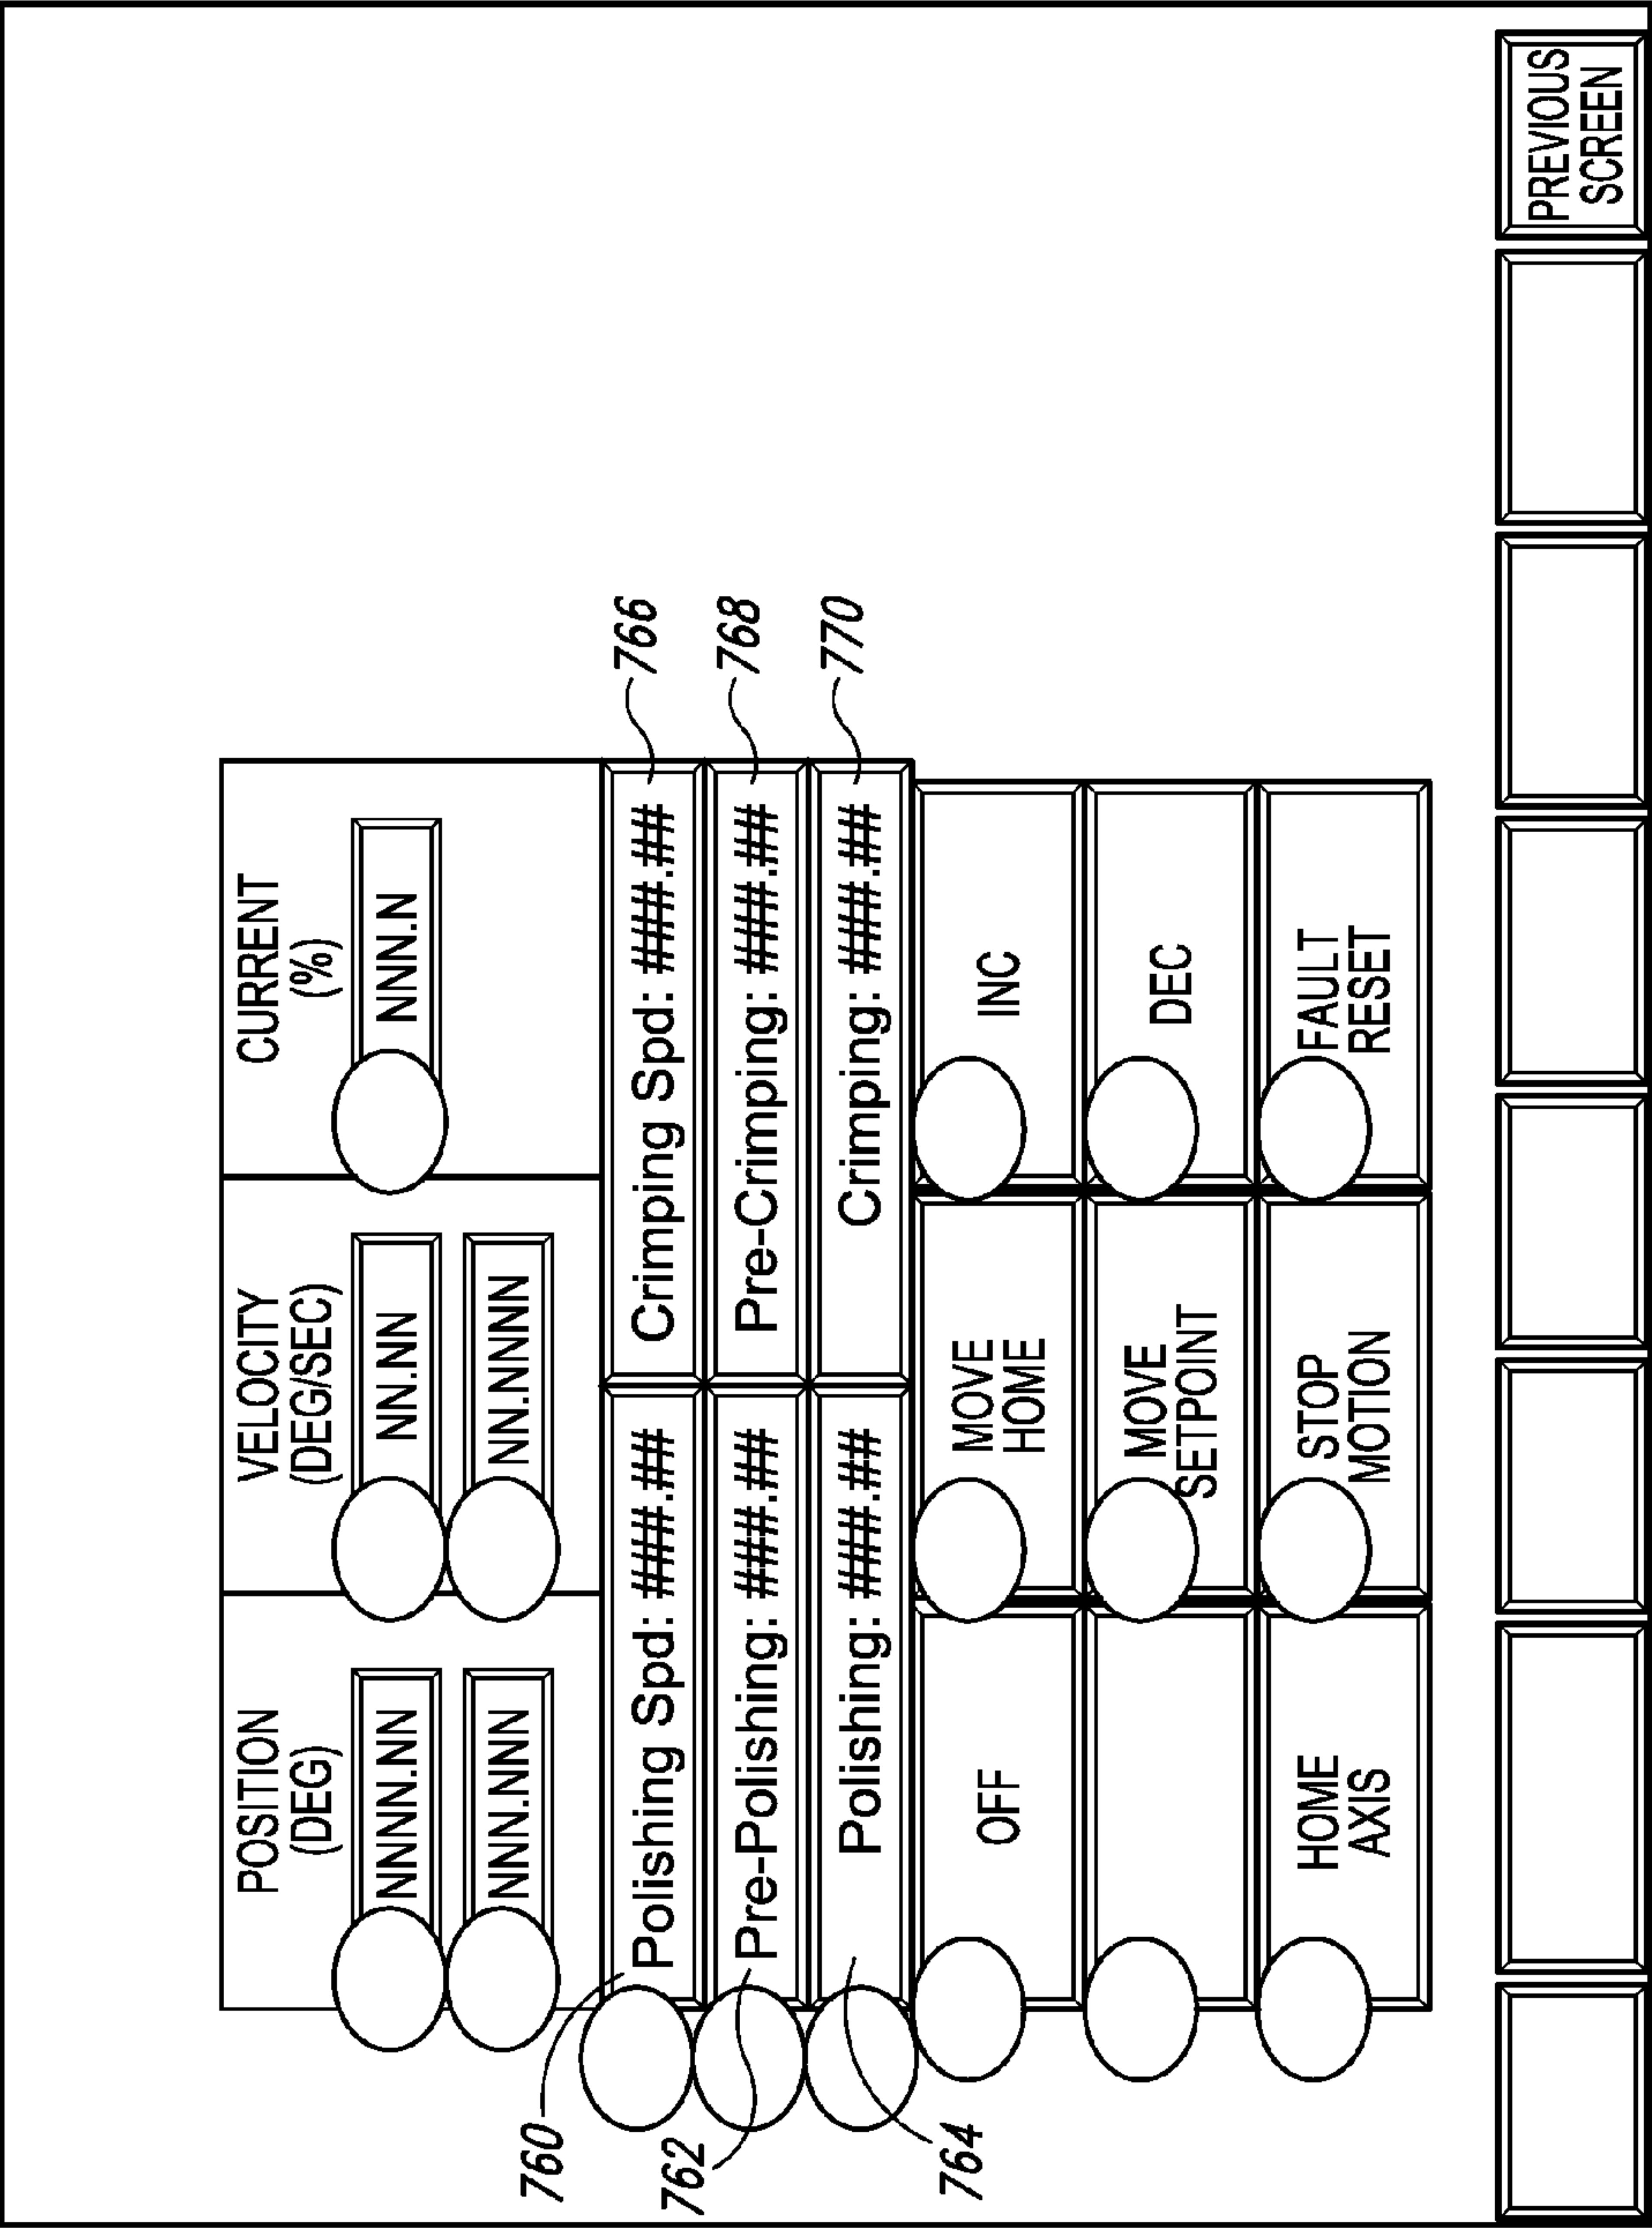 POSITION
(DEG)
VELOCITY
(DEG/SEC)
CURRENT
(%)
NNNN.NN
NN.NN
NNN.N
NNN.NNN
NN.NNNN
760
Polishing Spd: ###.##
Crimping Spd: ###.##
766
762
Pre-Polishing: ###.##
Pre-Crimping: ###.##
768
764
Polishing: ###.##
Crimping: ###.##
770
OFF
MOVE
HOME
INC
MOVE
SETPOINT
DEC
HOME
AXIS
STOP
MOTION
FAULT
RESET
PREVIOUS
SCREEN